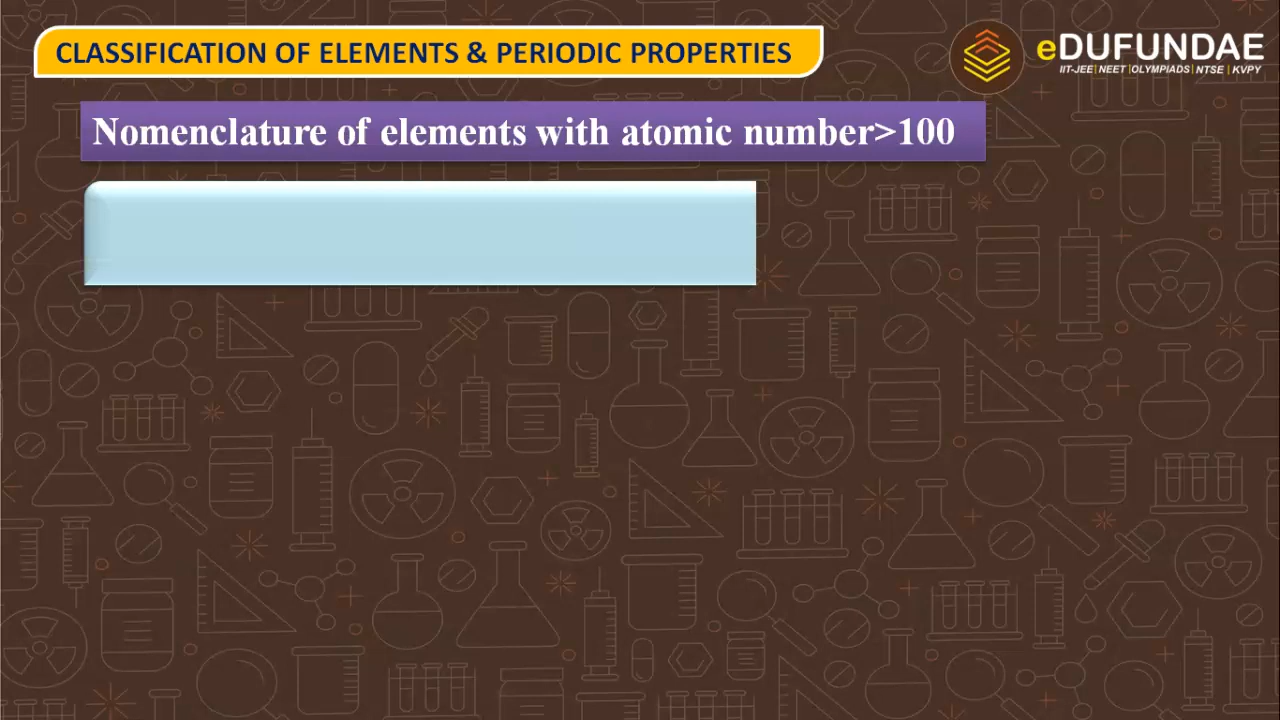 CLASSIFICATION OF ELEMENTS & PERIODIC PROPERTIES
eDUFUNDAE
IIT-JEE|NEET|OLYMPIADS|NTSE|KVPY
Nomenclature of elements with atomic number>100